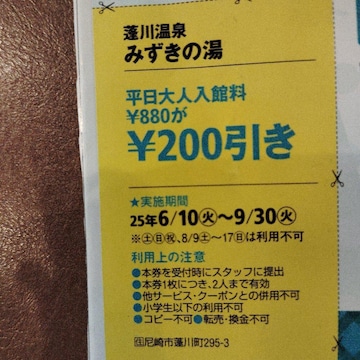 蓬川温泉
みずきの湯
平日大人入館料
¥880が
¥200引き
★実施期間
25年6/10㊋〜9/30㊋
※㊏㊐㊗、8/9㊏〜17㊐は利用不可
利用上の注意
●本券を受付時にスタッフに提出
●本券1枚につき、2人まで有効
●他サービス・クーポンとの併用不可
●小学生以下の利用不可
●コピー不可●転売・換金不可
㊟尼崎市蓬川町295-3